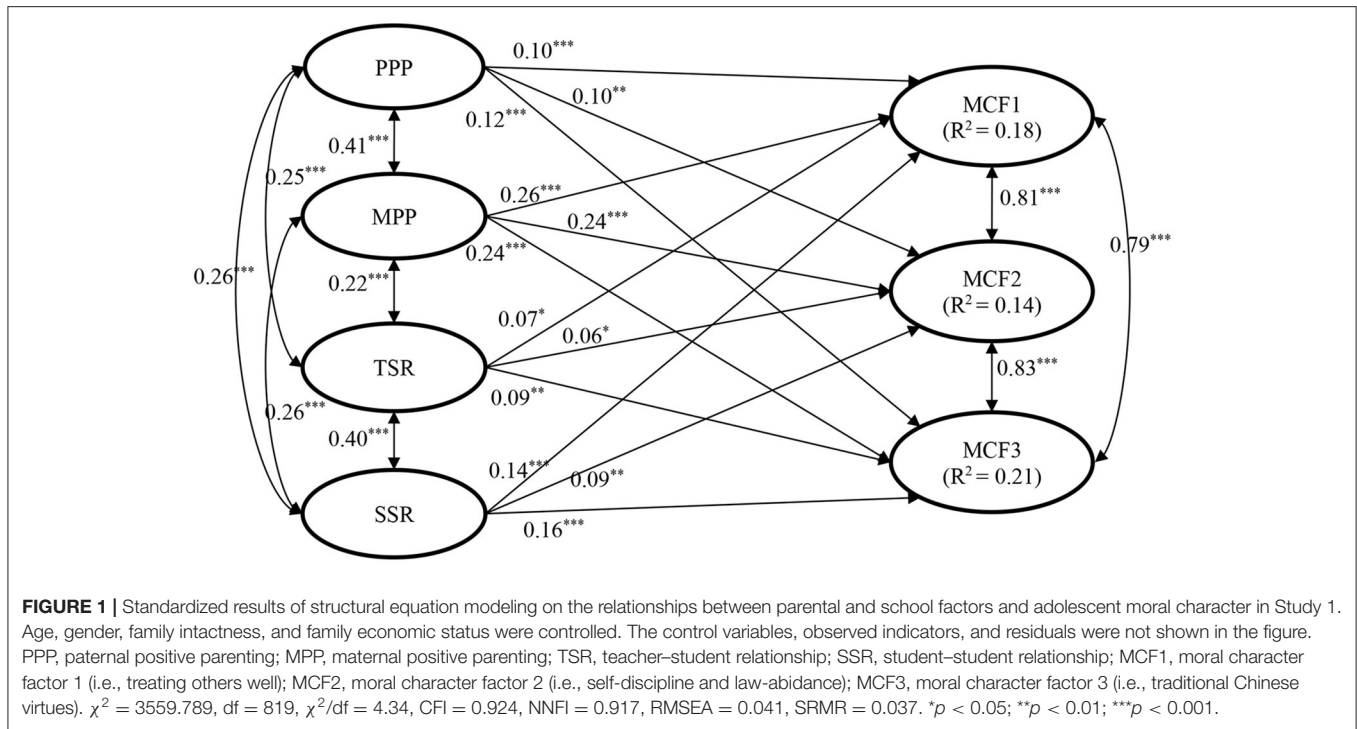 PPP
0.10***
0.10**
0.12***
MCF1
(R² = 0.18)
0.41***
0.25***
MPP
0.26***
0.24***
0.24***
0.81***
0.79***
0.26***
0.22***
MCF2
(R² = 0.14)
TSR
0.07*
0.06*
0.09**
0.83***
0.26***
0.40***
MCF3
(R² = 0.21)
SSR
0.14***
0.09**
0.16***
FIGURE 1 | Standardized results of structural equation modeling on the relationships between parental and school factors and adolescent moral character in Study 1.
Age, gender, family intactness, and family economic status were controlled. The control variables, observed indicators, and residuals were not shown in the figure.
PPP, paternal positive parenting; MPP, maternal positive parenting; TSR, teacher–student relationship; SSR, student–student relationship; MCF1, moral character
factor 1 (i.e., treating others well); MCF2, moral character factor 2 (i.e., self-discipline and law-abidance); MCF3, moral character factor 3 (i.e., traditional Chinese
virtues). χ² = 3559.789, df = 819, χ²/df = 4.34, CFI = 0.924, NNFI = 0.917, RMSEA = 0.041, SRMR = 0.037. *p < 0.05; **p < 0.01; ***p < 0.001.